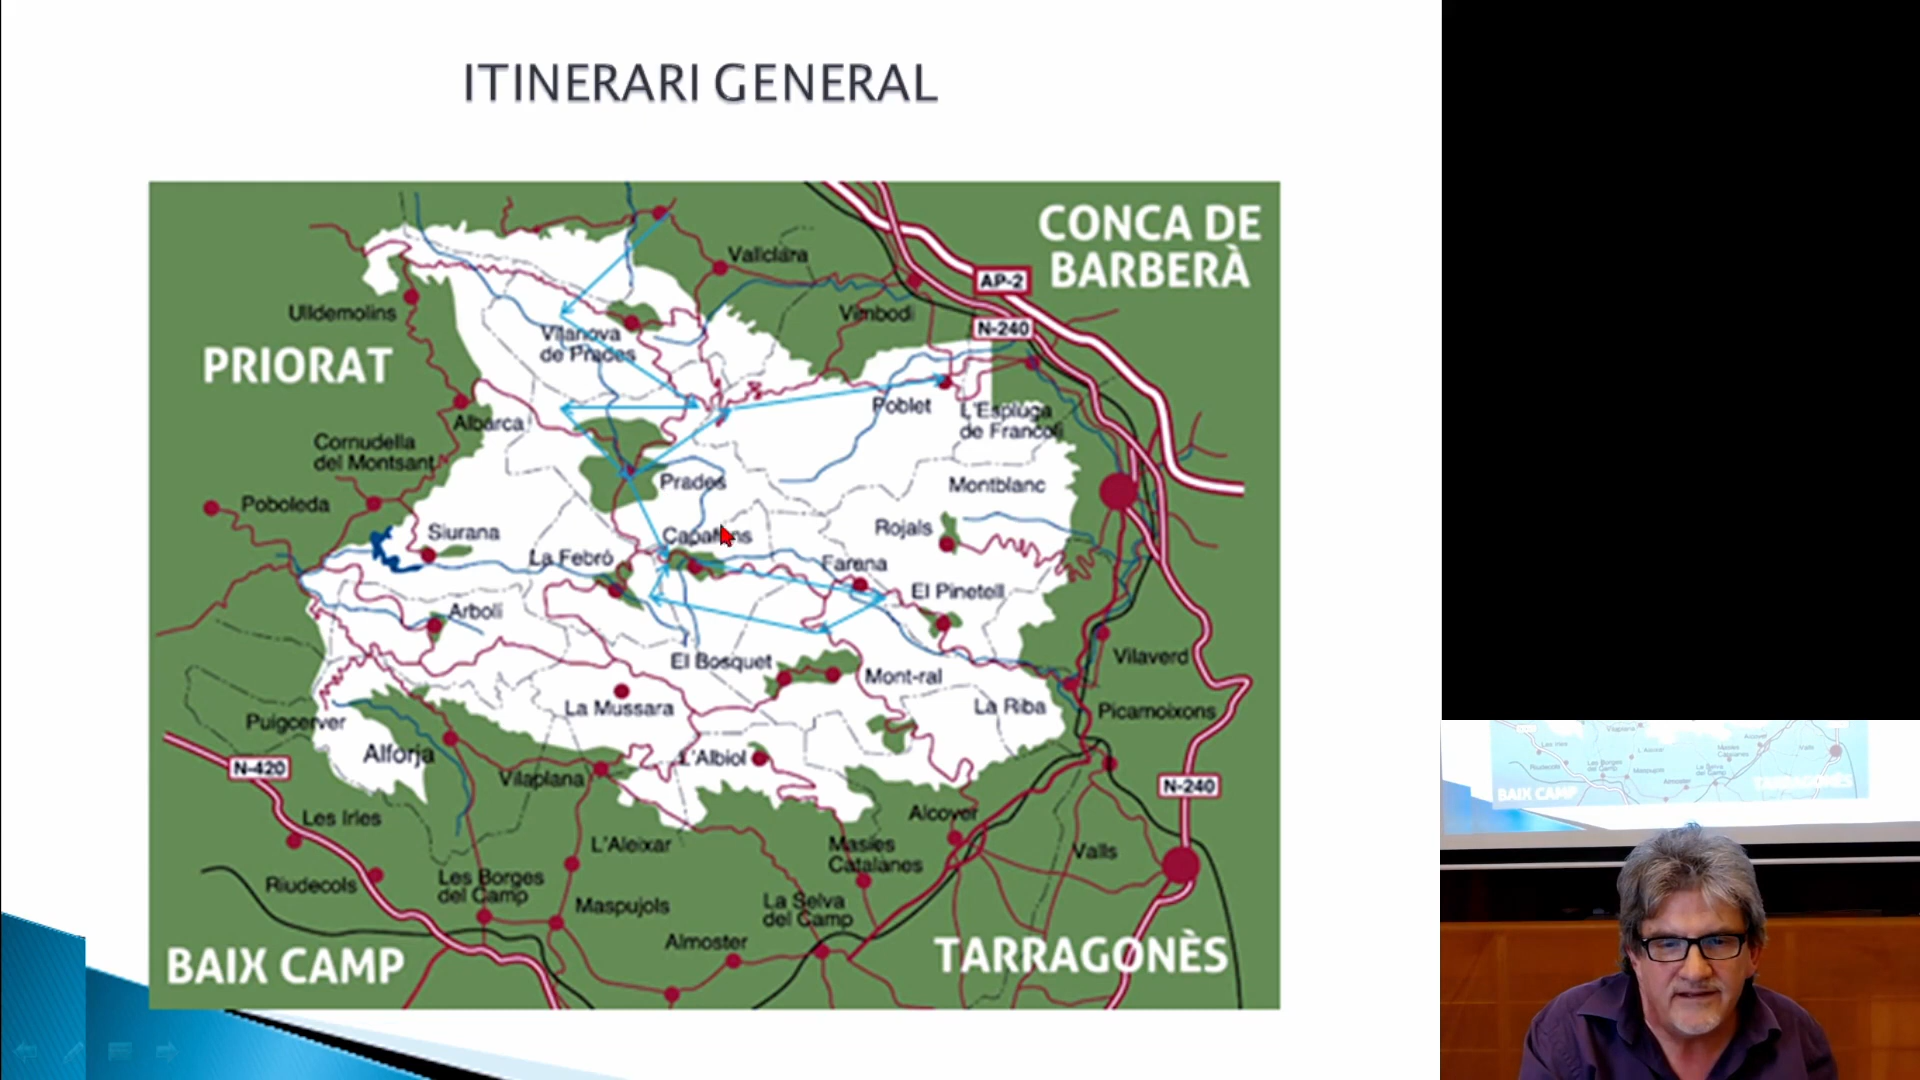 ITINERARI GENERAL
CONCA DE
BARBERÀ
Vallclara
AP-2
Ulldemolins
Vimbodí
N-240
Vilanova
de Prades
PRIORAT
Poblet
L'Espluga
de Francolí
Albarca
Cornudella
del Montsant
Prades
Montblanc
Poboleda
Siurana
Rojals
La Febró
Farena
El Pinetell
Arbolí
El Bosquet
Mont-ral
Vilaverd
La Mussara
La Riba
Picamoixons
Puigcerver
Alforja
L'Albiol
N-420
Vilaplana
N-240
Les Irles
Alcover
L'Aleixar
Masies
Catalanes
Valls
Riudecols
Les Borges
del Camp
Maspujols
La Selva
del Camp
Almoster
BAIX CAMP
TARRAGONÈS
BAIX CAMP
TARRAGONÈS